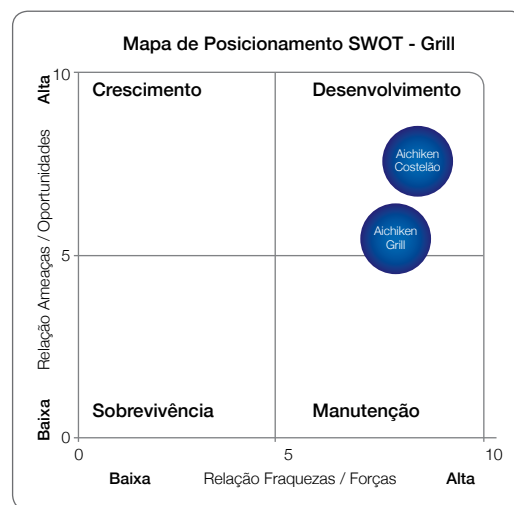 Mapa de Posicionamento SWOT - Grill
Relação Ameaças / Oportunidades
Alta
Baixa
10
5
0
Crescimento
Desenvolvimento
Aichiken
Costelão
Aichiken
Grill
Sobrevivência
Manutenção
0
5
10
Baixa
Relação Fraquezas / Forças
Alta